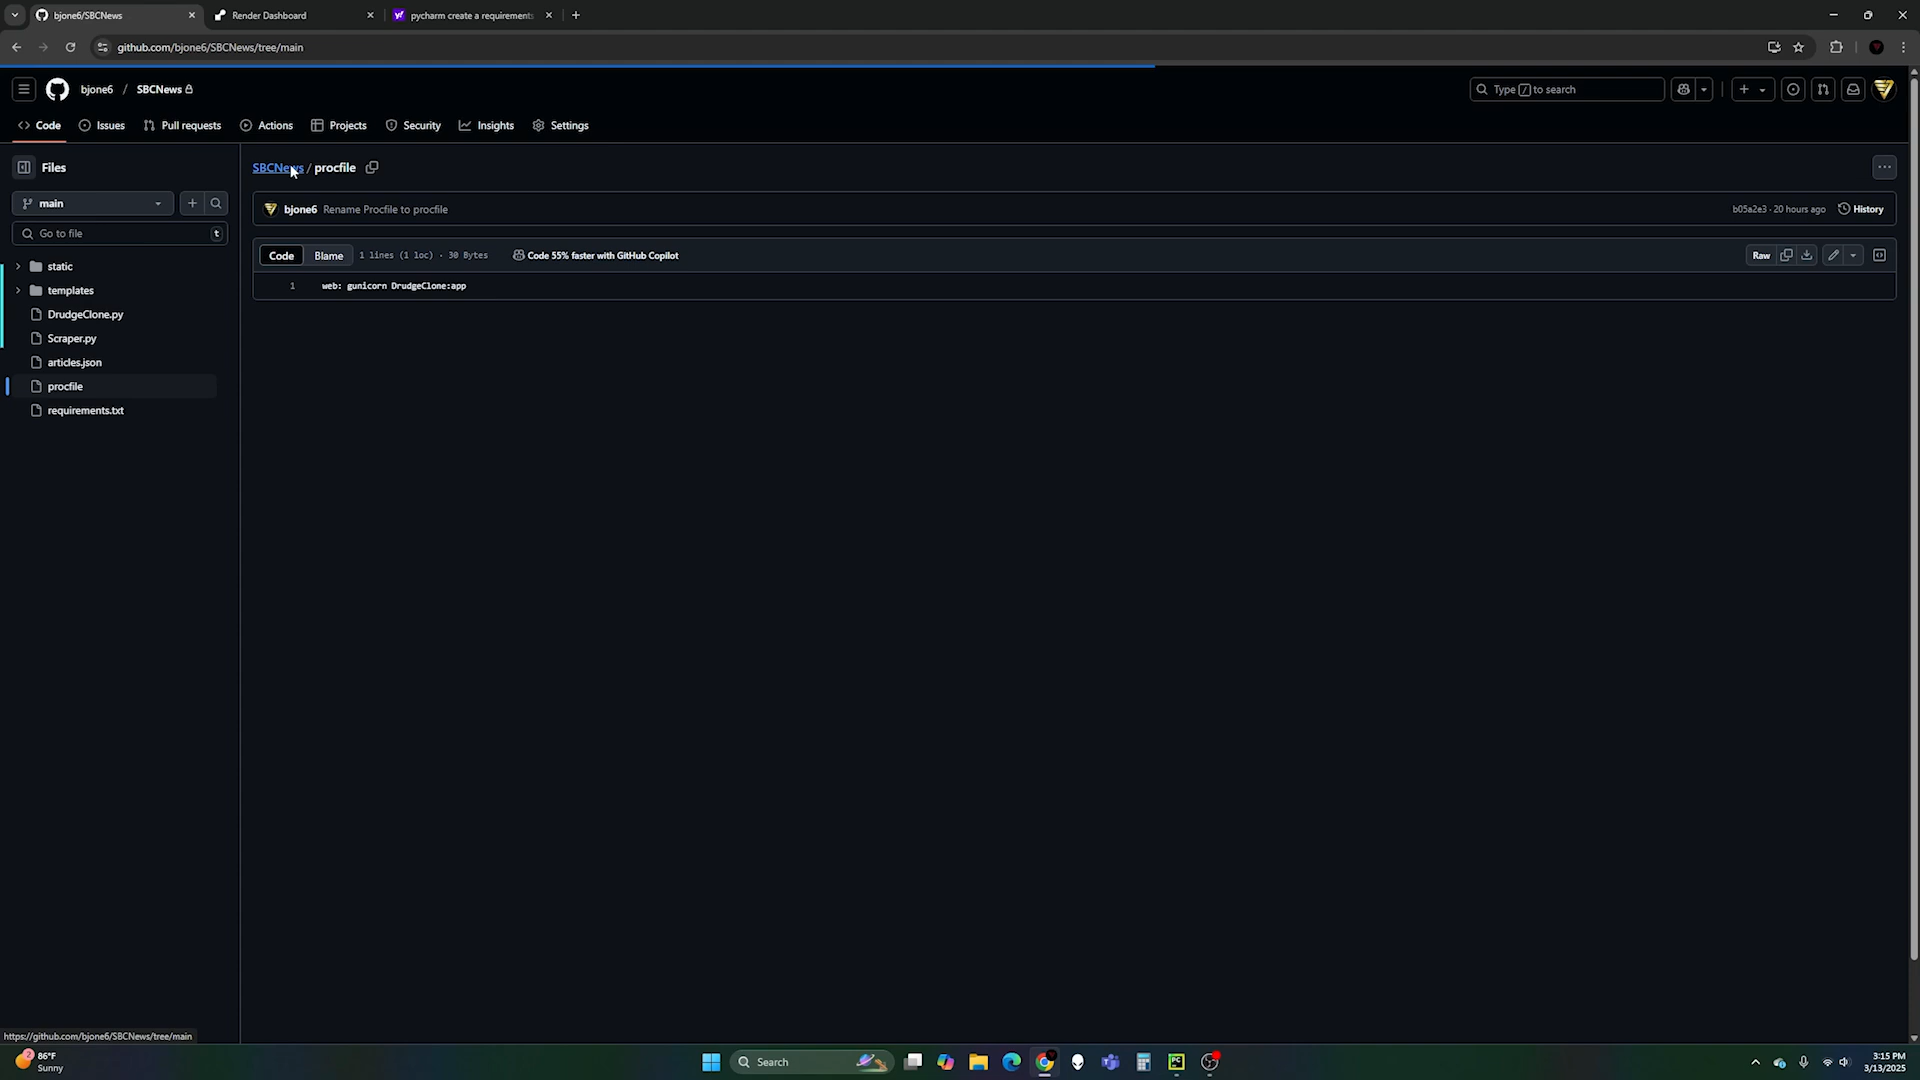 bjone6/SBCNews
Render Dashboard
pycharm create a requirements
github.com/bjone6/SBCNews/tree/main
bjone6 / SBCNews
Type / to search
Code
Issues
Pull requests
Actions
Projects
Security
Insights
Settings
Files
SBCNews / procfile
main
bjone6 Rename Procfile to procfile
b05a2e3 · 20 hours ago
History
Go to file
t
Code
Blame
1 lines (1 loc) · 30 Bytes
Code 55% faster with GitHub Copilot
Raw
static
1 web: gunicorn DrudgeClone:app
templates
DrudgeClone.py
Scraper.py
articles.json
procfile
requirements.txt
https://github.com/bjone6/SBCNews/tree/main
2
86°F
Sunny
Search
PC
3:15 PM
3/13/2025